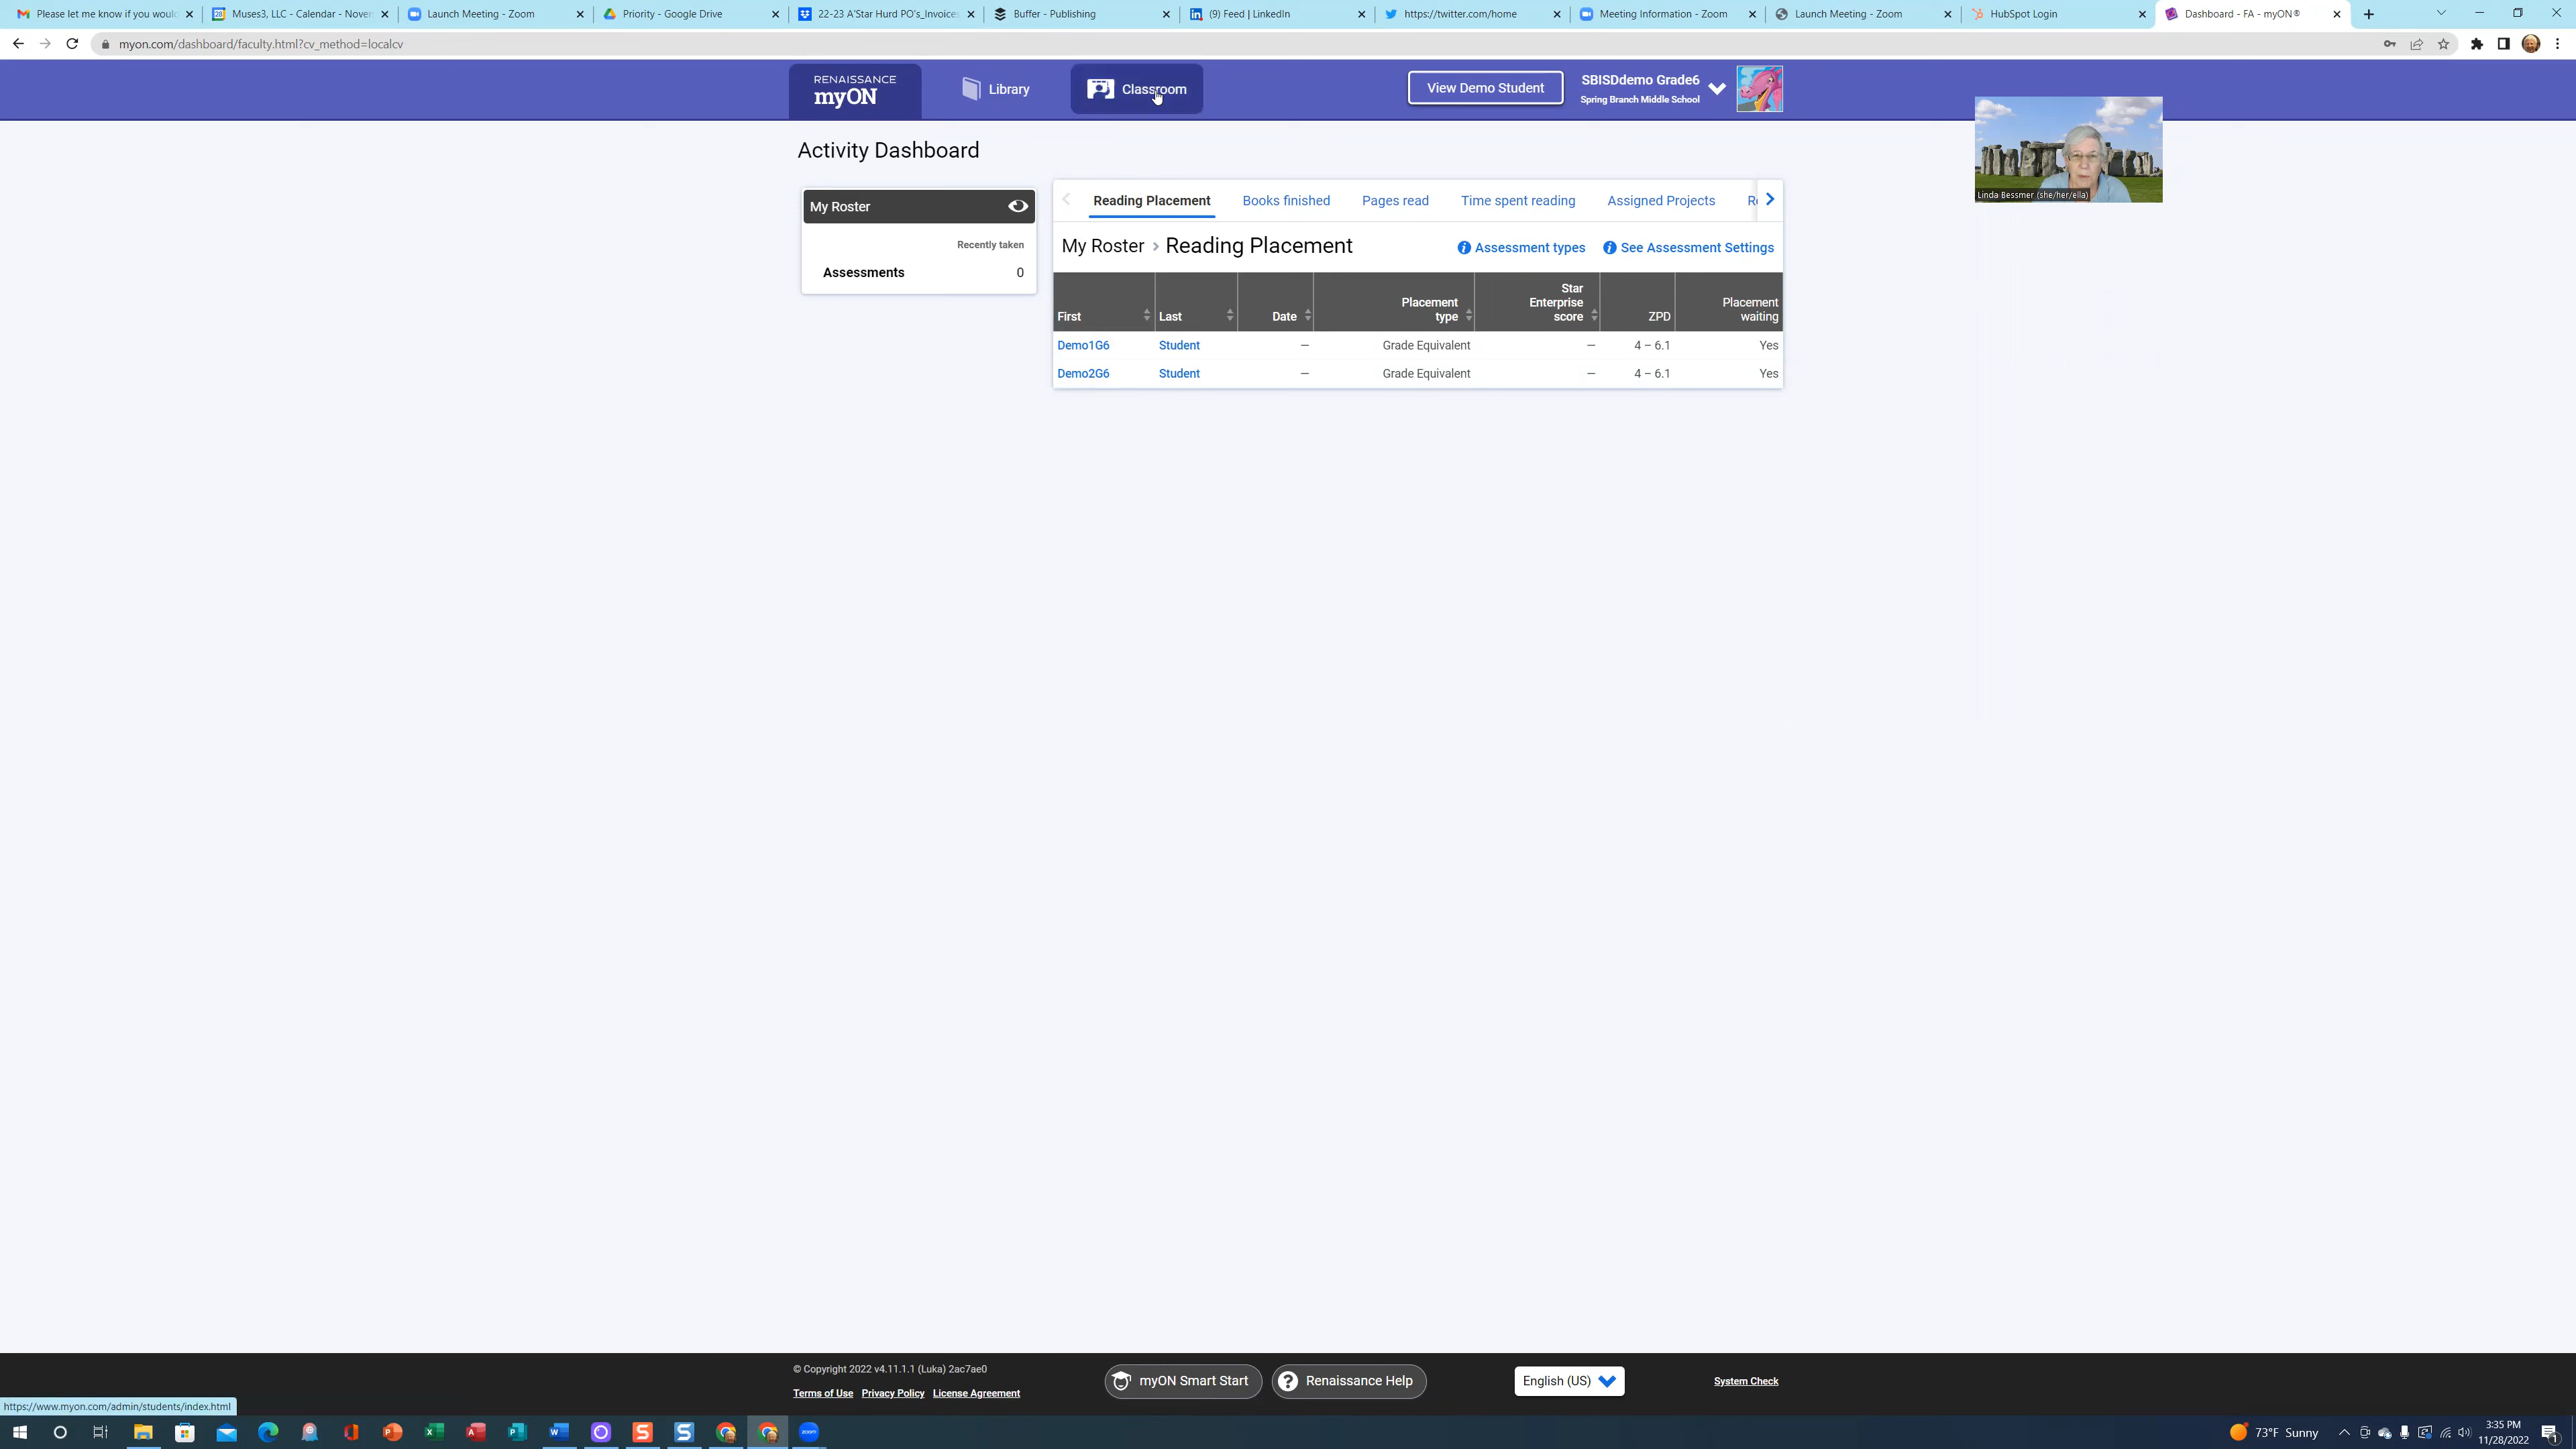 Please let me know if you would
Muses3, LLC - Calendar - Novem
Launch Meeting - Zoom
Priority - Google Drive
22-23 A'Star Hurd PO's_Invoices
Buffer - Publishing
(9) Feed | LinkedIn
https://twitter.com/home
Meeting Information - Zoom
Launch Meeting - Zoom
HubSpot Login
Dashboard - FA - myON®
myon.com/dashboard/faculty.html?cv_method=localcv
RENAISSANCE
myON
Library
Classroom
View Demo Student
SBISDdemo Grade6
Spring Branch Middle School
Linda Bessmer (she/her/ella)
Activity Dashboard
My Roster
Recently taken
Assessments 0
Reading Placement Books finished Pages read Time spent reading Assigned Projects
My Roster > Reading Placement
Assessment types See Assessment Settings
First Last Date Placement type Star Enterprise score ZPD Placement waiting
Demo1G6 Student — Grade Equivalent — 4 – 6.1 Yes
Demo2G6 Student — Grade Equivalent — 4 – 6.1 Yes
© Copyright 2022 v4.11.1.1 (Luka) 2ac7ae0
Terms of Use Privacy Policy License Agreement
myON Smart Start
Renaissance Help
English (US)
System Check
https://www.myon.com/admin/students/index.html
73°F Sunny
3:35 PM
11/28/2022